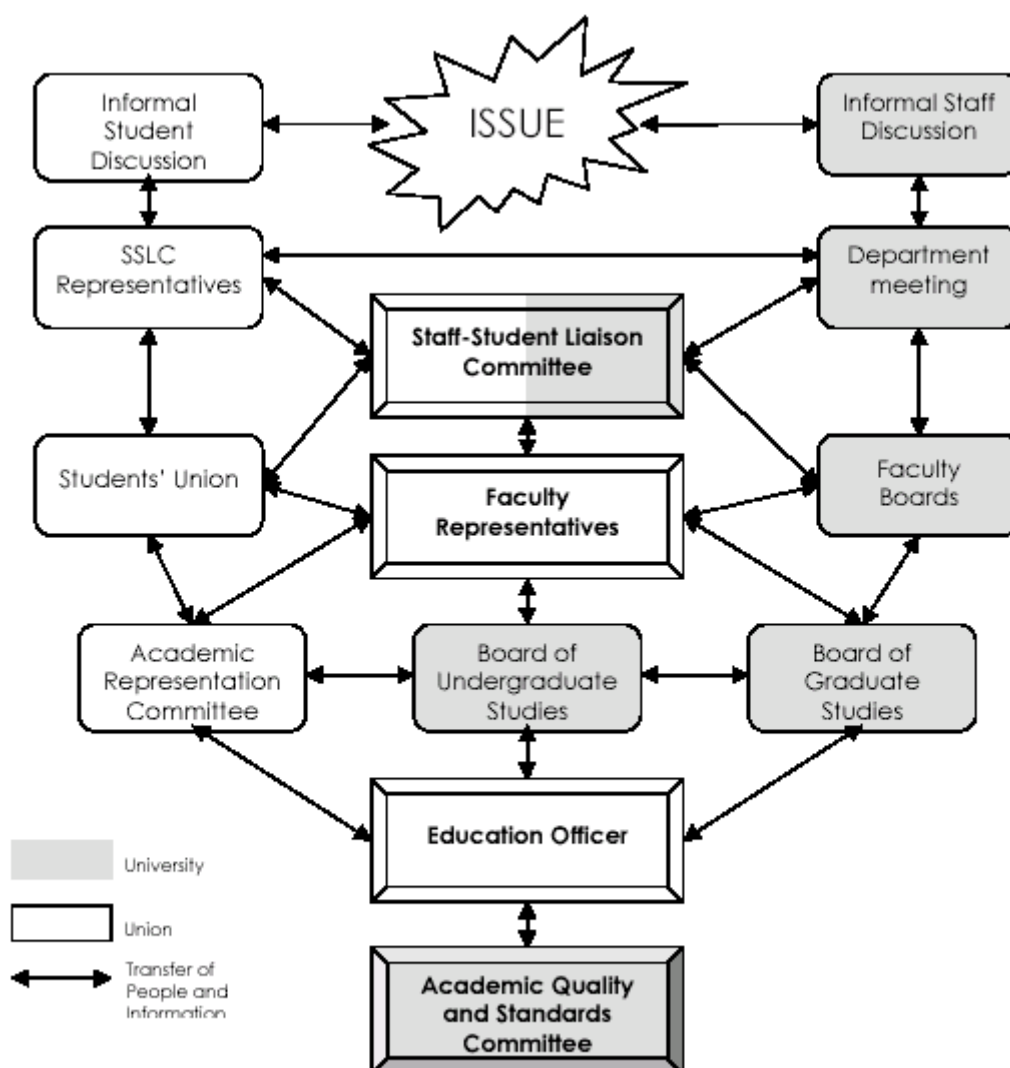 Informal
Student
Discussion
ISSUE
Informal Staff
Discussion
SSLC
Representatives
Department
meeting
Staff-Student Liaison
Committee
Students' Union
Faculty
Representatives
Faculty
Boards
Academic
Representation
Committee
Board of
Undergraduate
Studies
Board of
Graduate
Studies
Education Officer
University
Union
Transfer of
People and
Information
Academic Quality
and Standards
Committee